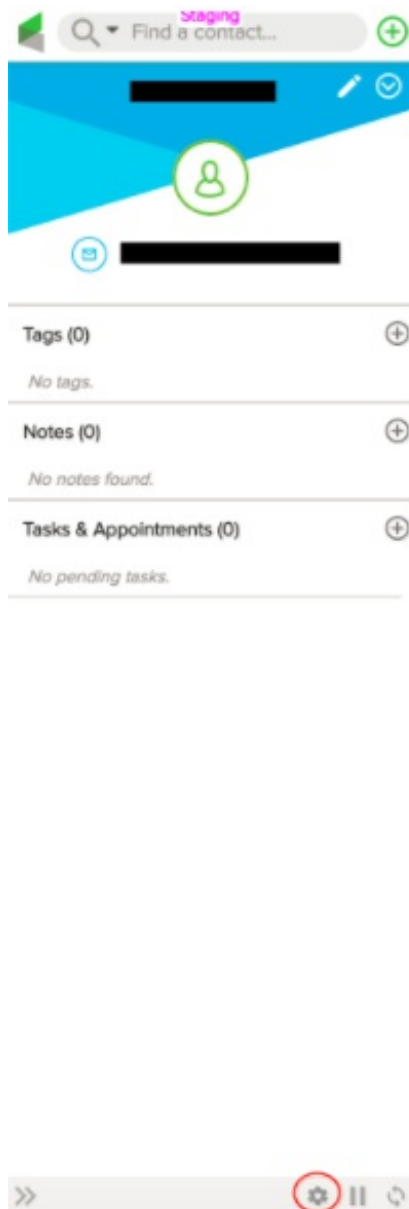 Staging
Find a contact...
Tags (0)
No tags.
Notes (0)
No notes found.
Tasks & Appointments (0)
No pending tasks.